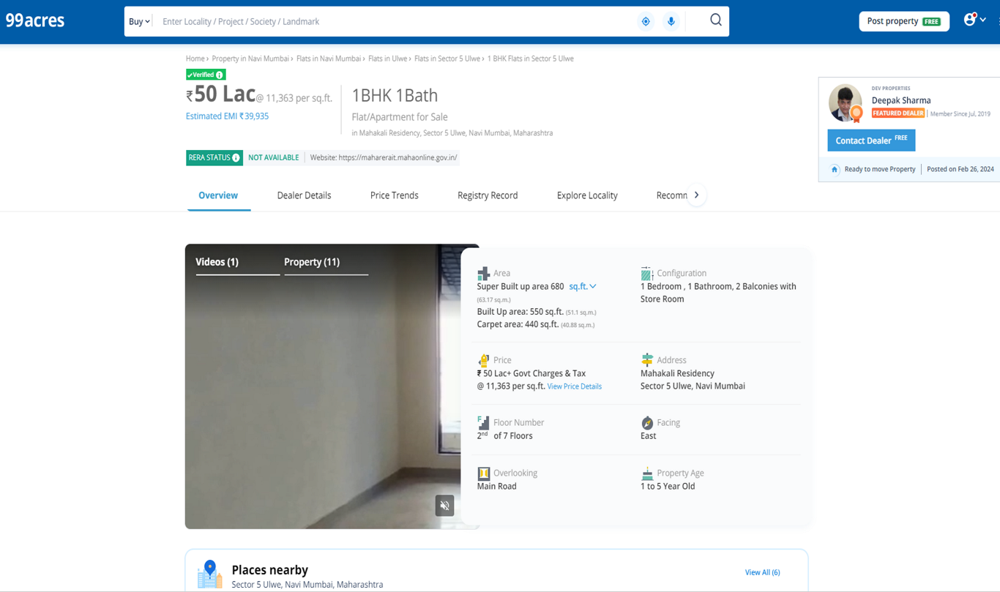 99acres
Buy
Enter Locality / Project / Society / Landmark
Post property FREE
Home › Property in Navi Mumbai › Flats in Navi Mumbai › Flats in Ulwe › Flats in Sector 5 Ulwe › 1 BHK Flats in Sector 5 Ulwe
Verified
₹50 Lac @ 11,363 per sq.ft.
Estimated EMI ₹39,935
1BHK 1Bath
Flat/Apartment for Sale
in Mahakali Residency, Sector 5 Ulwe, Navi Mumbai, Maharashtra
DEV PROPERTIES
Deepak Sharma
FEATURED DEALER | Member Since Jul, 2019
Contact Dealer FREE
Ready to move Property | Posted on Feb 26, 2024
RERA STATUS NOT AVAILABLE | Website: https://maharerait.mahaonline.gov.in/
Overview Dealer Details Price Trends Registry Record Explore Locality Recomm
Videos (1) Property (11)
Area
Super Built up area 680 sq.ft.
(63.17 sq.m.)
Built Up area: 550 sq.ft. (51.1 sq.m.)
Carpet area: 440 sq.ft. (40.88 sq.m.)
Configuration
1 Bedroom , 1 Bathroom, 2 Balconies with
Store Room
Price
₹ 50 Lac+ Govt Charges & Tax
@ 11,363 per sq.ft. View Price Details
Address
Mahakali Residency
Sector 5 Ulwe, Navi Mumbai
Floor Number
2nd of 7 Floors
Facing
East
Overlooking
Main Road
Property Age
1 to 5 Year Old
Places nearby
Sector 5 Ulwe, Navi Mumbai, Maharashtra
View All (6)